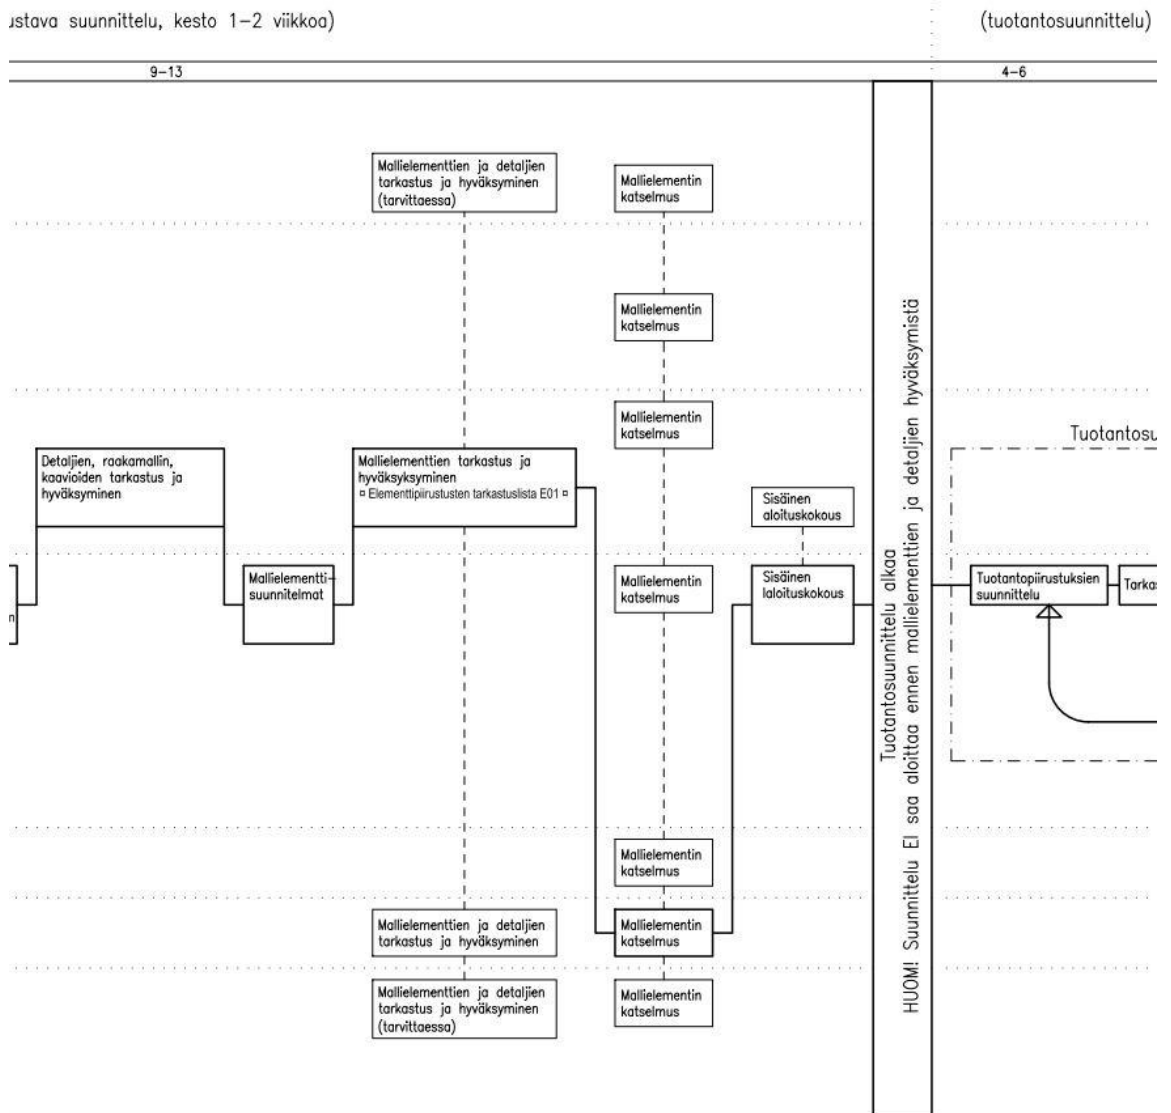 ustava suunnittelu, kesto 1–2 viikkoa)
(tuotantosuunnittelu)
9–13
4–6
Mallielementtien ja detaljien
tarkastus ja hyväksyminen
(tarvittaessa)
Mallielementin
katselmus
Mallielementin
katselmus
Mallielementin
katselmus
Detaljien, raakamallin,
kaavioiden tarkastus ja
hyväksyminen
Mallielementtien tarkastus ja
hyväksyksyminen
¤ Elementtipiirustusten tarkastuslista E01 ¤
Sisäinen
aloituskokous
Mallielementti–
suunnitelmat
Mallielementin
katselmus
Sisäinen
laloituskokous
Tuotantosuunnittelu alkaa
HUOM! Suunnittelu EI saa aloittaa ennen mallielementtien ja detaljien hyväksymistä
Tuotantosu
Tuotantopiirustuksien
suunnittelu
Tarkas
Mallielementin
katselmus
Mallielementtien ja detaljien
tarkastus ja hyväksyminen
Mallielementin
katselmus
Mallielementtien ja detaljien
tarkastus ja hyväksyminen
(tarvittaessa)
Mallielementin
katselmus